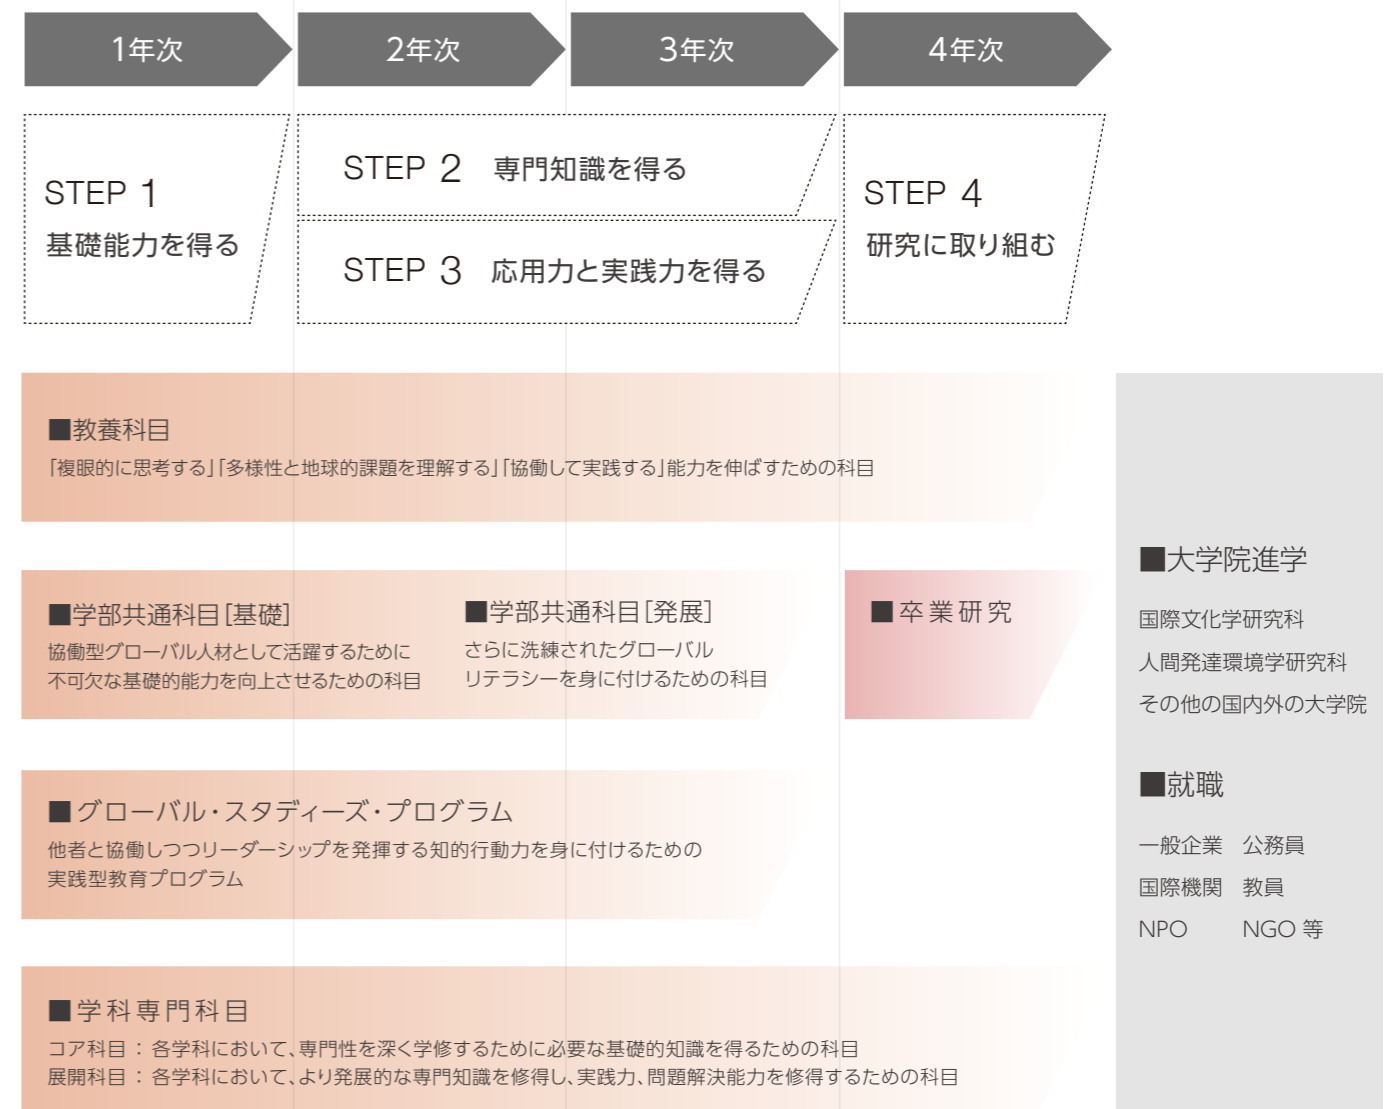 1年次
2年次
3年次
4年次
STEP 1
基礎能力を得る
STEP 2 専門知識を得る
STEP 3 応用力と実践力を得る
STEP 4
研究に取り組む
■教養科目
「複眼的に思考する」「多様性と地球的課題を理解する」「協働して実践する」能力を伸ばすための科目
■学部共通科目[基礎]
協働型グローバル人材として活躍するために
不可欠な基礎的能力を向上させるための科目
■学部共通科目[発展]
さらに洗練されたグローバル
リテラシーを身に付けるための科目
■卒業研究
■グローバル・スタディーズ・プログラム
他者と協働しつつリーダーシップを発揮する知的行動力を身に付けるための
実践型教育プログラム
■学科専門科目
コア科目：各学科において、専門性を深く学修するために必要な基礎的知識を得るための科目
展開科目：各学科において、より発展的な専門知識を修得し、実践力、問題解決能力を修得するための科目
■大学院進学
国際文化学研究科
人間発達環境学研究科
その他の国内外の大学院
■就職
一般企業 公務員
国際機関 教員
NPO NGO 等